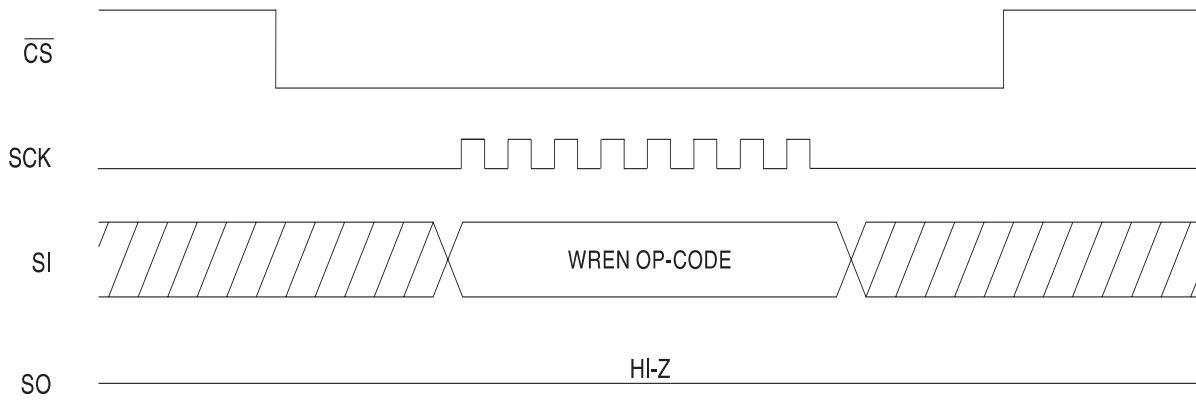 CS
SCK
SI
WREN OP-CODE
HI-Z
SO